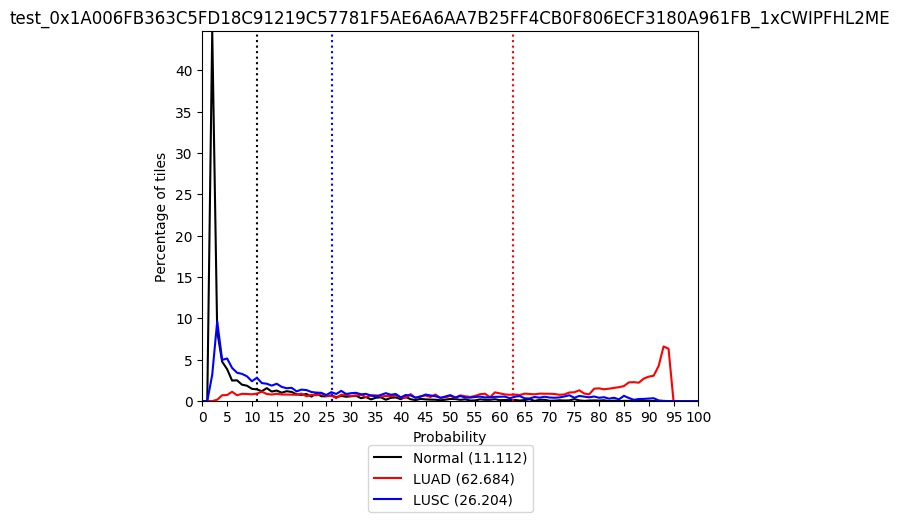 test_0x1A006FB363C5FD18C91219C57781F5AE6A6AA7B25FF4CB0F806ECF3180A961FB_1xCWIPFHL2ME
40
35
30
25
20
15
10
5
0
Percentage of tiles
0 5 10 15 20 25 30 35 40 45 50 55 60 65 70 75 80 85 90 95 100
Probability
Normal (11.112)
LUAD (62.684)
LUSC (26.204)